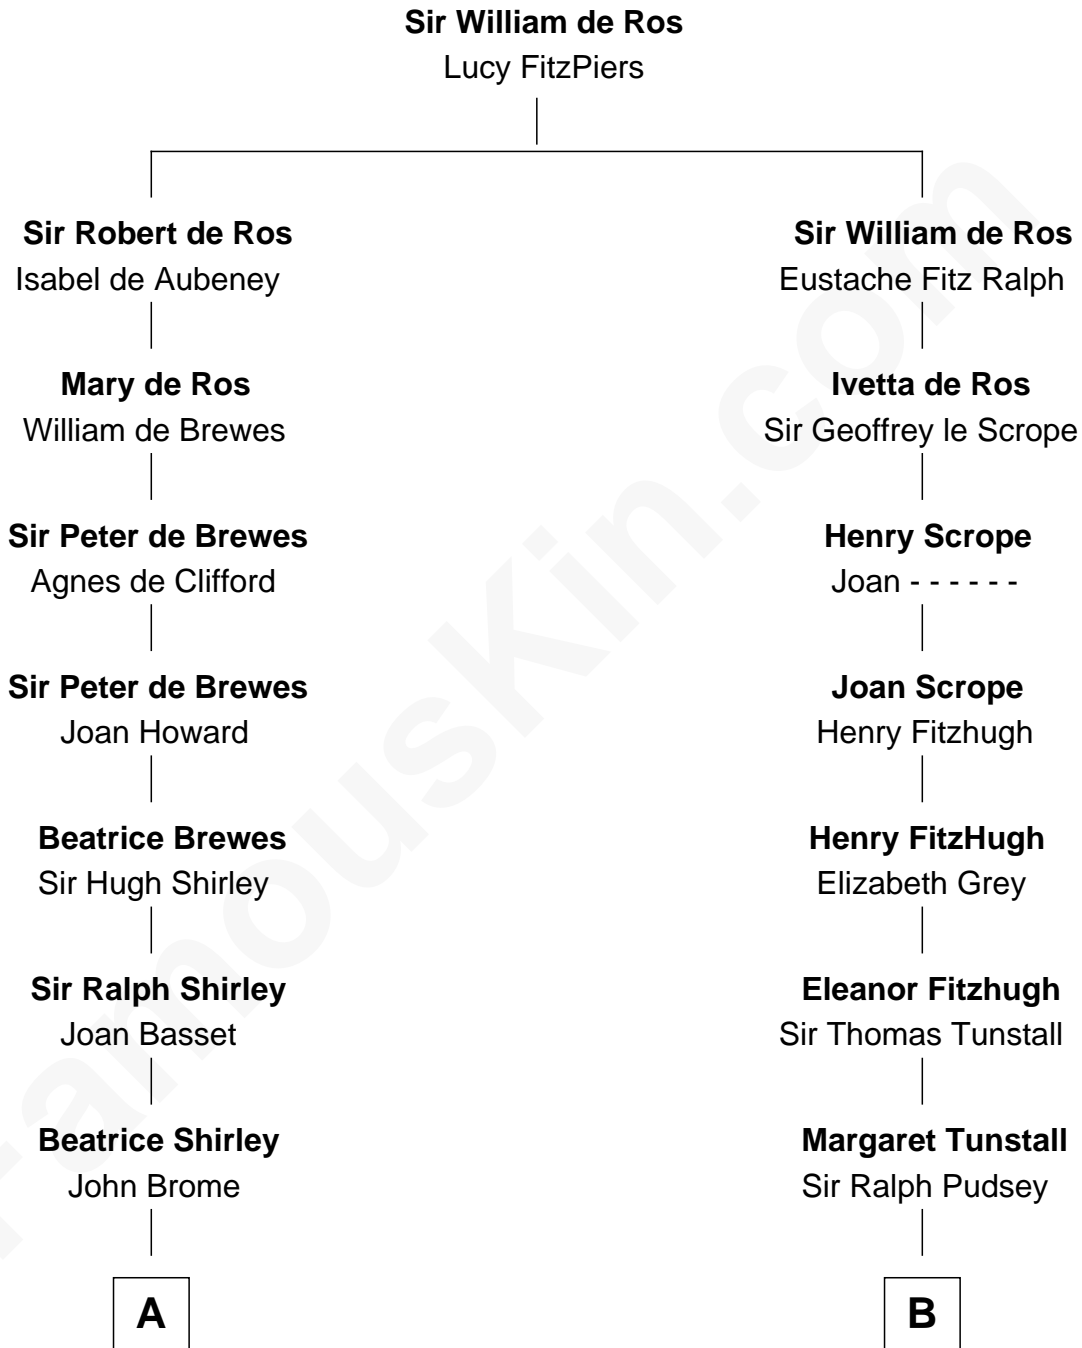 Sir William de Ros
Lucy FitzPiers
Sir Robert de Ros
Isabel de Aubeney
Sir William de Ros
Eustache Fitz Ralph
Mary de Ros
William de Brewes
Ivetta de Ros
Sir Geoffrey le Scrope
Sir Peter de Brewes
Agnes de Clifford
Henry Scrope
Joan - - - - - -
Sir Peter de Brewes
Joan Howard
Joan Scrope
Henry Fitzhugh
Beatrice Brewes
Sir Hugh Shirley
Henry FitzHugh
Elizabeth Grey
Sir Ralph Shirley
Joan Basset
Eleanor Fitzhugh
Sir Thomas Tunstall
Beatrice Shirley
John Brome
Margaret Tunstall
Sir Ralph Pudsey
A
B
FamousKin.com